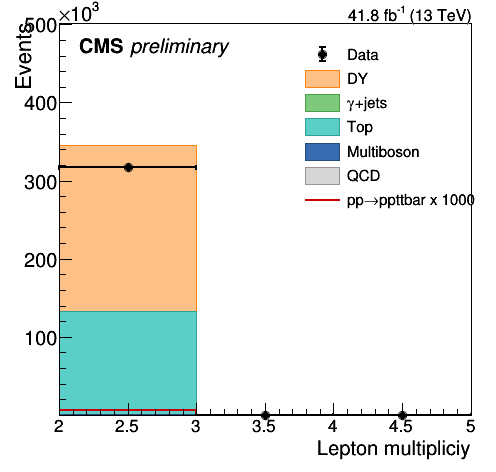 ×10³
41.8 fb⁻¹ (13 TeV)
Events
CMS preliminary
500
400
300
200
100
Data
DY
γ+jets
Top
Multiboson
QCD
pp→ppttbar x 1000
2 2.5 3 3.5 4 4.5 5
Lepton multipliciy